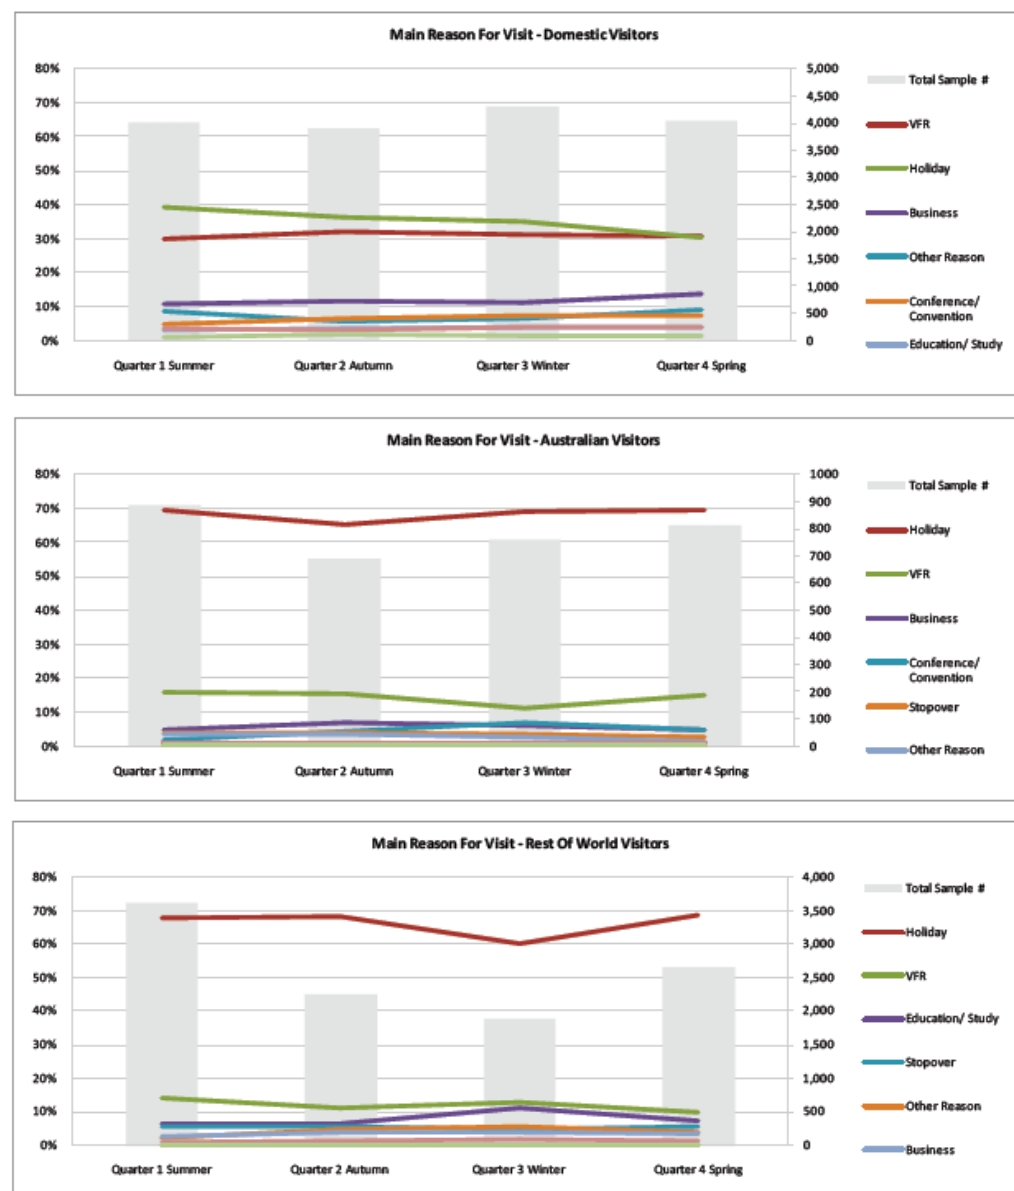 Main Reason For Visit - Domestic Visitors
80%
70%
60%
50%
40%
30%
20%
10%
0%
5,000
4,500
4,000
3,500
3,000
2,500
2,000
1,500
1,000
500
0
Quarter 1 Summer
Quarter 2 Autumn
Quarter 3 Winter
Quarter 4 Spring
Total Sample #
VFR
Holiday
Business
Other Reason
Conference/
Convention
Education/ Study
Main Reason For Visit - Australian Visitors
80%
70%
60%
50%
40%
30%
20%
10%
0%
1000
900
800
700
600
500
400
300
200
100
0
Quarter 1 Summer
Quarter 2 Autumn
Quarter 3 Winter
Quarter 4 Spring
Total Sample #
Holiday
VFR
Business
Conference/
Convention
Stopover
Other Reason
Main Reason For Visit - Rest Of World Visitors
80%
70%
60%
50%
40%
30%
20%
10%
0%
4,000
3,500
3,000
2,500
2,000
1,500
1,000
500
0
Quarter 1 Summer
Quarter 2 Autumn
Quarter 3 Winter
Quarter 4 Spring
Total Sample #
Holiday
VFR
Education/ Study
Stopover
Other Reason
Business